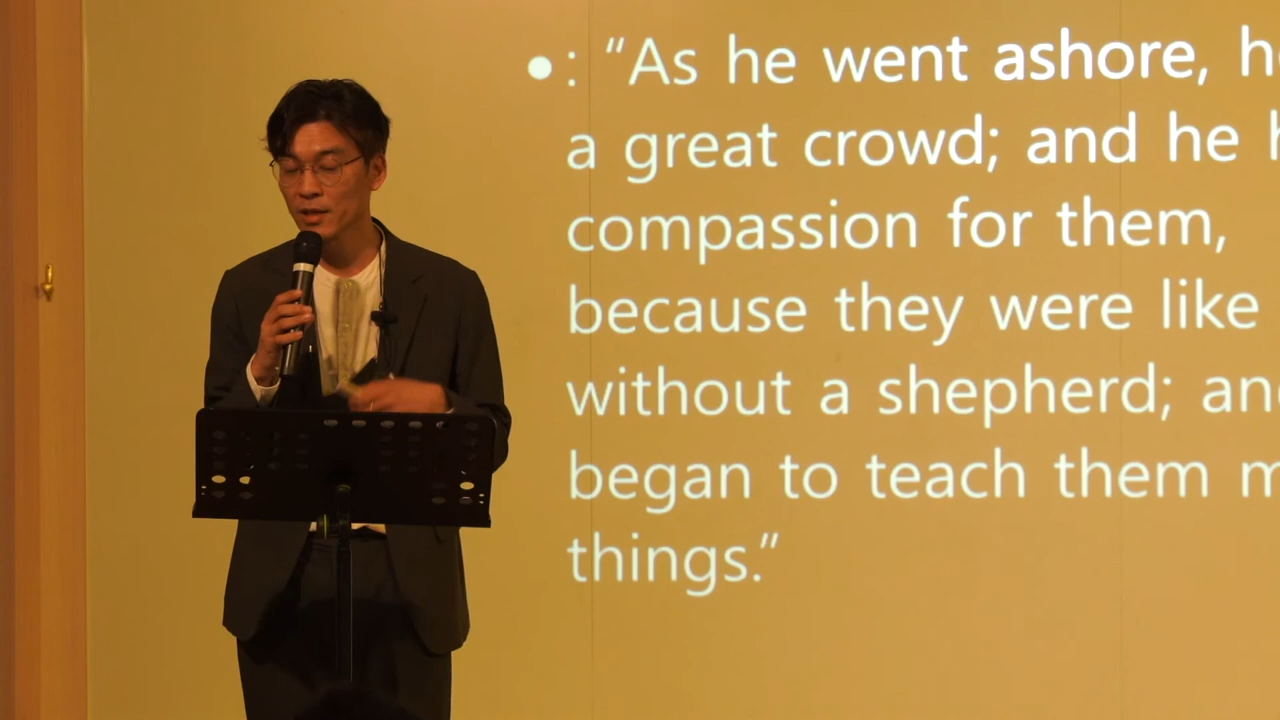 • : “As he went ashore,
a great crowd; and he
compassion for them,
because they were like
without a shepherd;
began to teach them
things.”